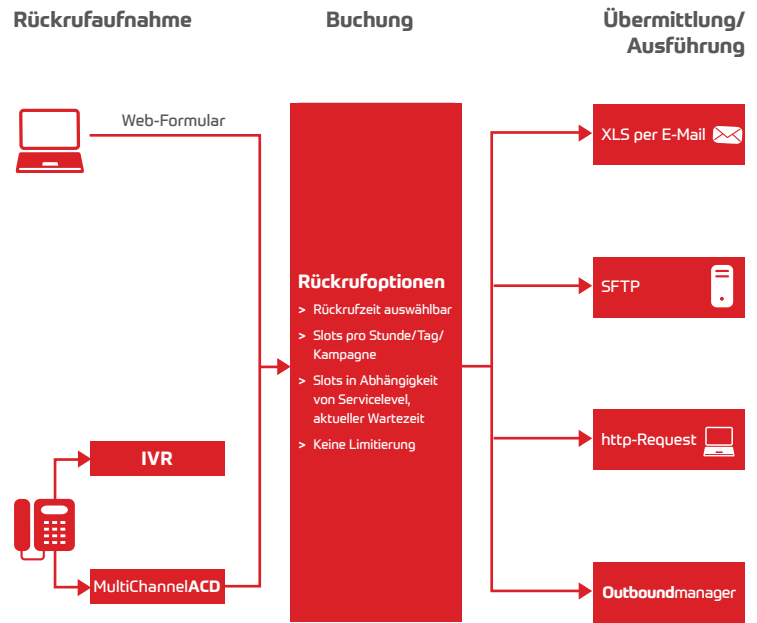 Rückrufaufnahme
Buchung
Übermittlung/
Ausführung
Web-Formular
IVR
MultiChannelACD
Rückrufoptionen
> Rückrufzeit auswählbar
> Slots pro Stunde/Tag/
Kampagne
> Slots in Abhängigkeit
von Servicelevel,
aktueller Wartezeit
> Keine Limitierung
XLS per E-Mail
SFTP
http-Request
Outboundmanager